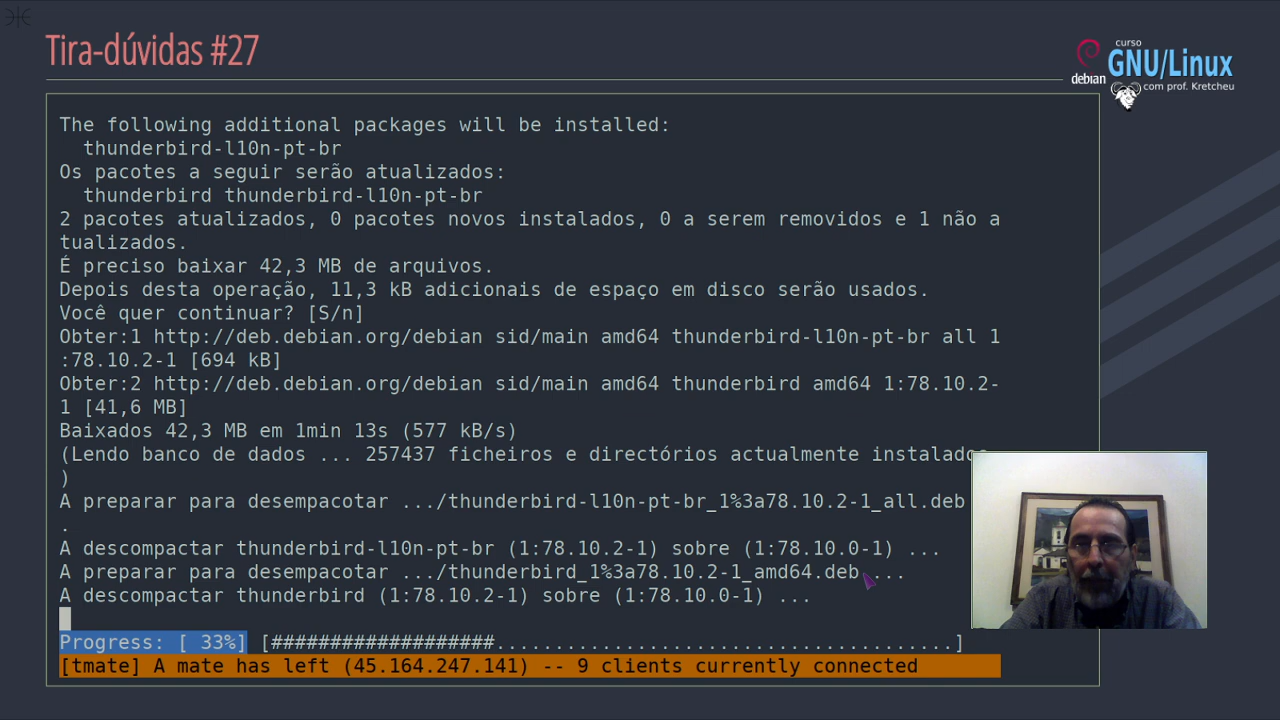 Tira-dúvidas #27
curso
GNU/Linux
debian
com prof. Kretcheu
The following additional packages will be installed:
thunderbird-l10n-pt-br
Os pacotes a seguir serão atualizados:
thunderbird thunderbird-l10n-pt-br
2 pacotes atualizados, 0 pacotes novos instalados, 0 a serem removidos e 1 não a
tualizados.
É preciso baixar 42,3 MB de arquivos.
Depois desta operação, 11,3 kB adicionais de espaço em disco serão usados.
Você quer continuar? [S/n]
Obter:1 http://deb.debian.org/debian sid/main amd64 thunderbird-l10n-pt-br all 1
:78.10.2-1 [694 kB]
Obter:2 http://deb.debian.org/debian sid/main amd64 thunderbird amd64 1:78.10.2-
1 [41,6 MB]
Baixados 42,3 MB em 1min 13s (577 kB/s)
(Lendo banco de dados ... 257437 ficheiros e directórios actualmente instalados
)
A preparar para desempacotar .../thunderbird-l10n-pt-br_1%3a78.10.2-1_all.deb
.
A descompactar thunderbird-l10n-pt-br (1:78.10.2-1) sobre (1:78.10.0-1) ...
A preparar para desempacotar .../thunderbird_1%3a78.10.2-1_amd64.deb ...
A descompactar thunderbird (1:78.10.2-1) sobre (1:78.10.0-1) ...
Progress: [ 33%] [###################.......................................]
[tmate] A mate has left (45.164.247.141) -- 9 clients currently connected